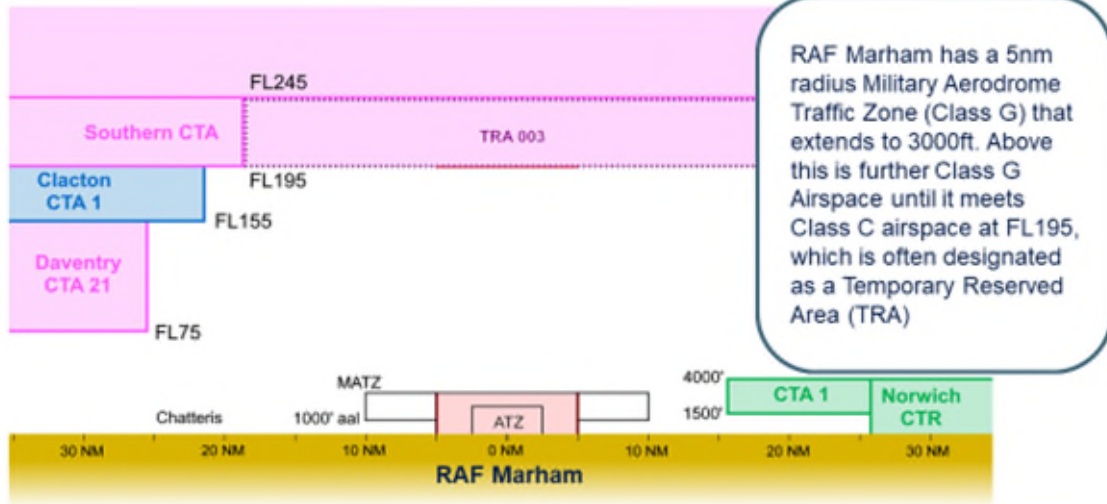 RAF Marham has a 5nm
radius Military Aerodrome
Traffic Zone (Class G) that
extends to 3000ft. Above
this is further Class G
Airspace until it meets
Class C airspace at FL195,
which is often designated
as a Temporary Reserved
Area (TRA)
FL245
Southern CTA
TRA 003
Clacton
CTA 1
FL195
FL155
Daventry
CTA 21
FL75
MATZ
4000'
CTA 1
Norwich
CTR
Chatteris
1000' aal
ATZ
1500'
30 NM
20 NM
10 NM
0 NM
10 NM
20 NM
30 NM
RAF Marham